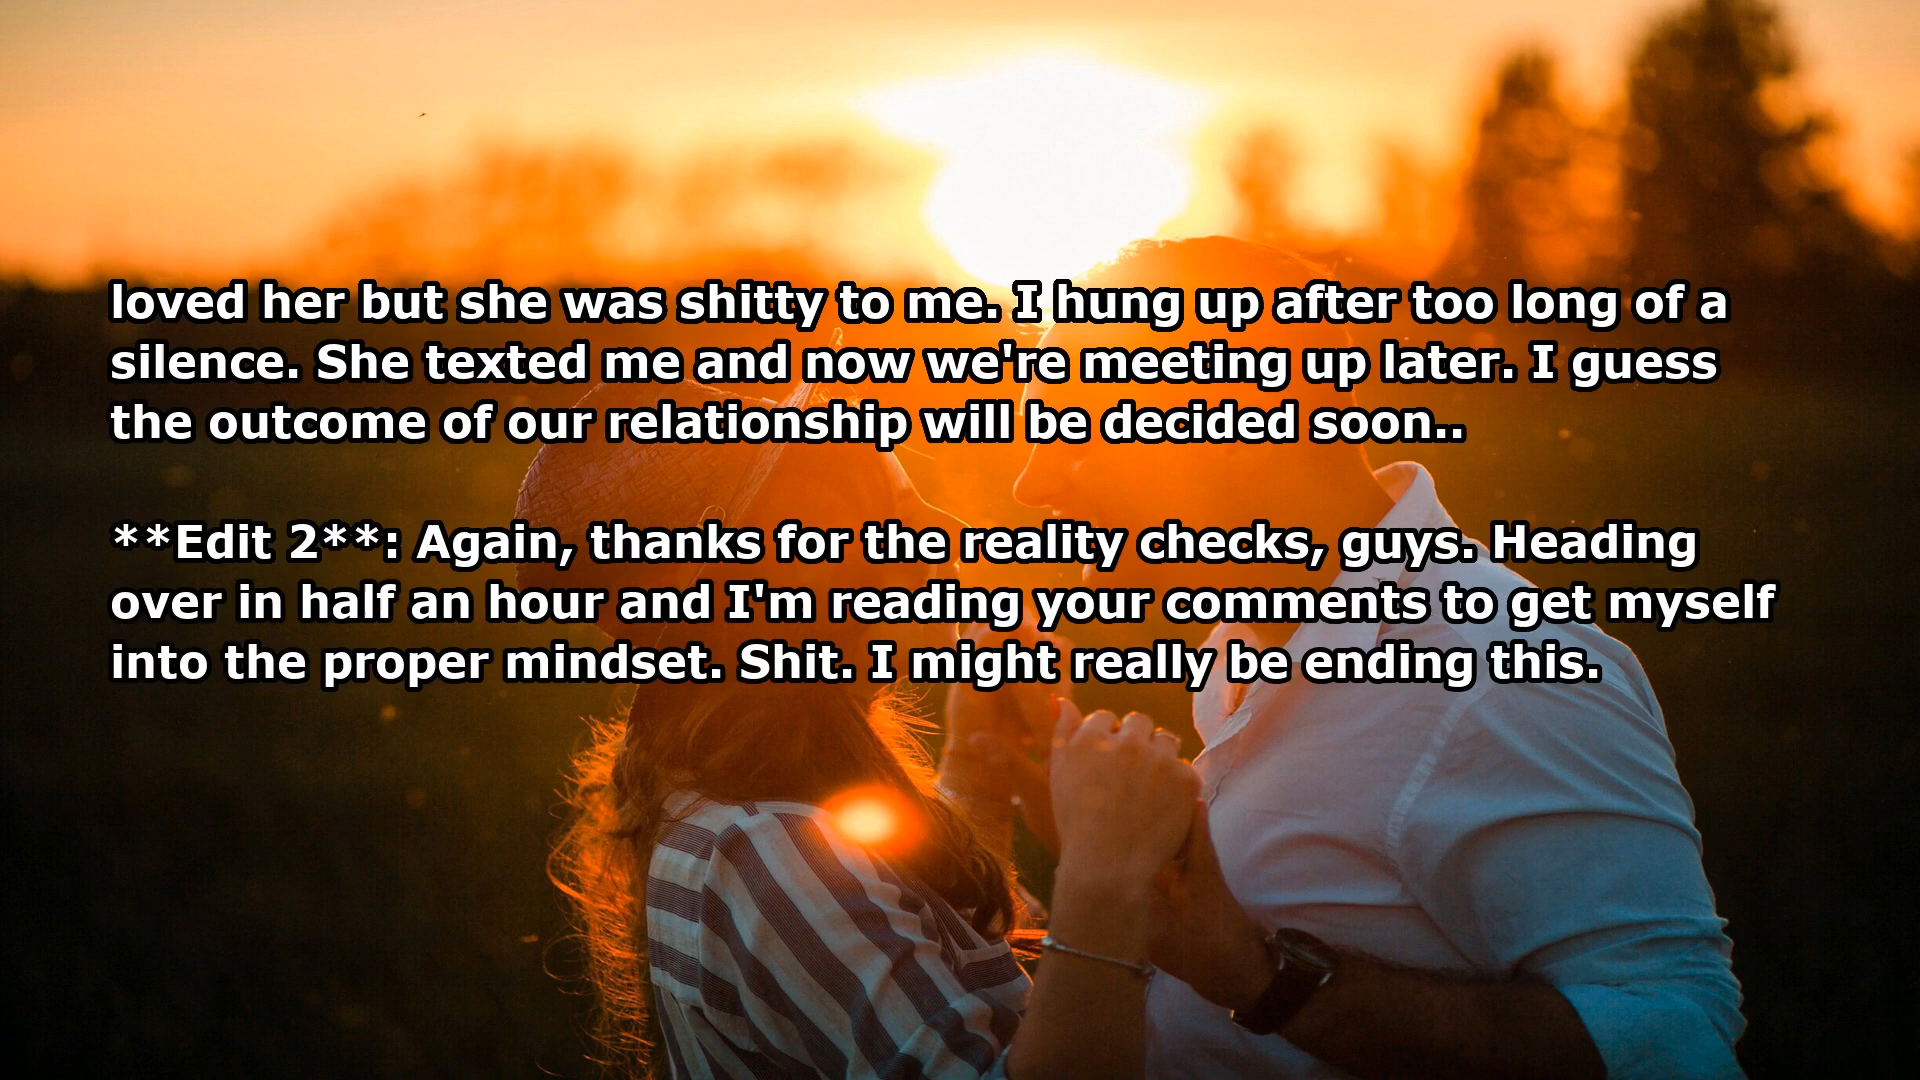 loved her but she was shitty to me. I hung up after too long of a
silence. She texted me and now we're meeting up later. I guess
the outcome of our relationship will be decided soon..
**Edit 2**: Again, thanks for the reality checks, guys. Heading
over in half an hour and I'm reading your comments to get myself
into the proper mindset. Shit. I might really be ending this.